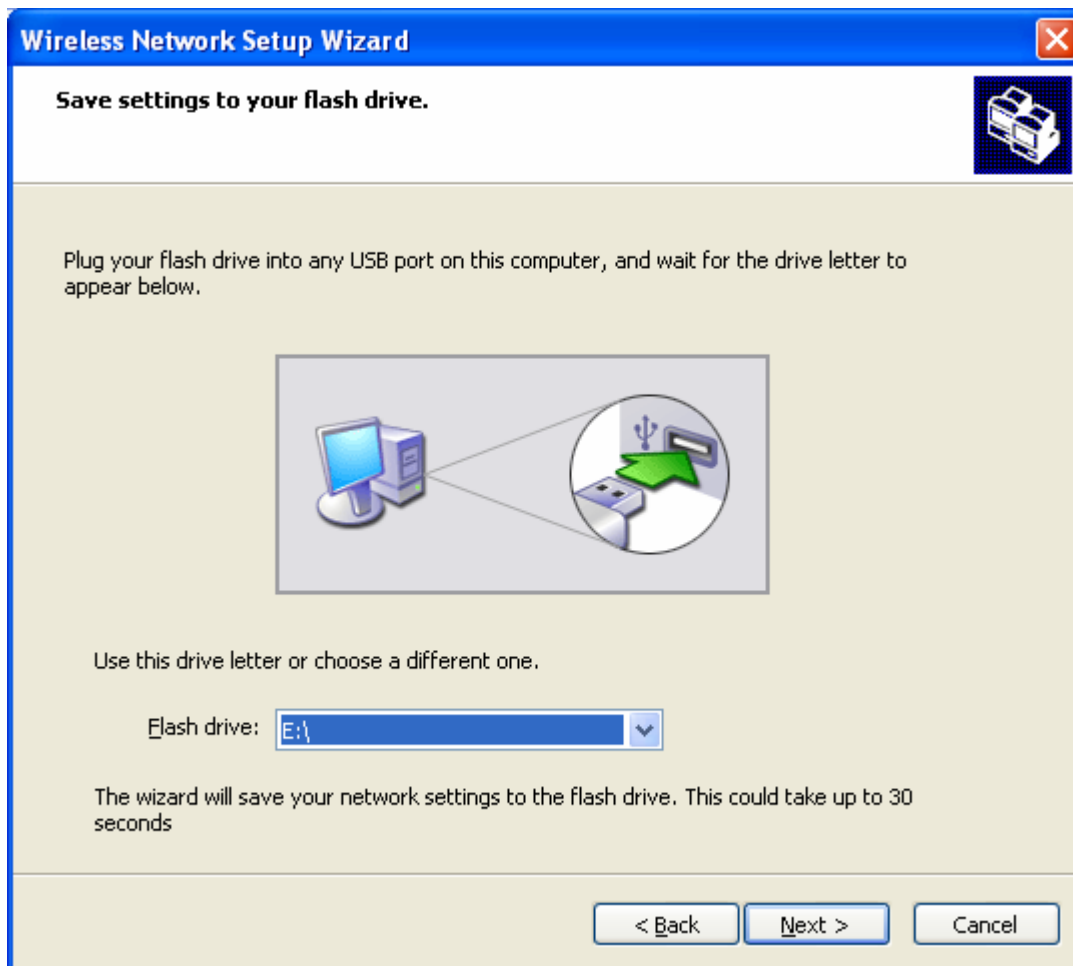 Wireless Network Setup Wizard
Save settings to your flash drive.
Plug your flash drive into any USB port on this computer, and wait for the drive letter to
appear below.
Use this drive letter or choose a different one.
Flash drive: E:\
The wizard will save your network settings to the flash drive. This could take up to 30
seconds
< Back Next > Cancel